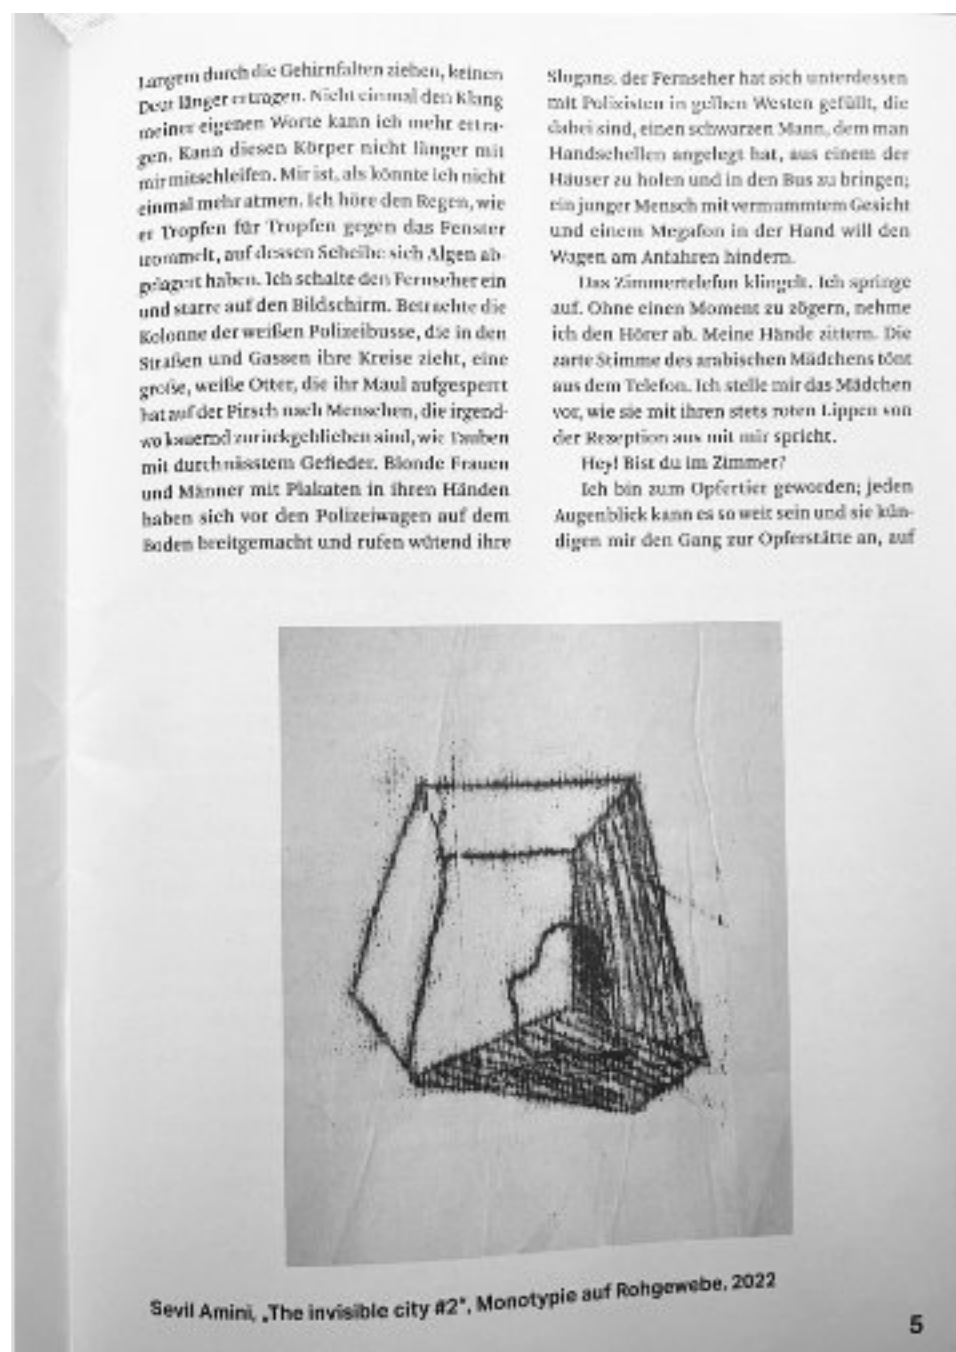 Langem durch die Gehirnfalten ziehen, keinen
Deut länger ertragen. Nicht einmal den Klang
meiner eigenen Worte kann ich mehr ertra-
gen. Kann diesen Körper nicht länger mit
mir mitschleifen. Mir ist, als könnte ich nicht
einmal mehr atmen. Ich höre den Regen, wie
er Tropfen für Tropfen gegen das Fenster
trommelt, auf dessen Scheibe sich Algen ab-
gelagert haben. Ich schalte den Fernseher ein
und starre auf den Bildschirm. Betrachte die
Kolonne der weißen Polizeibusse, die in den
Straßen und Gassen ihre Kreise zieht, eine
große, weiße Otter, die ihr Maul aufgesperrt
hat auf der Pirsch nach Menschen, die irgend-
wo kauernd zurückgeblieben sind, wie Tauben
mit durchnässtem Gefieder. Blonde Frauen
und Männer mit Plakaten in ihren Händen
haben sich vor den Polizeiwagen auf dem
Boden breitgemacht und rufen wütend ihre
Slogans; der Fernseher hat sich unterdessen
mit Polizisten in gelben Westen gefüllt, die
dabei sind, einen schwarzen Mann, dem man
Handschellen angelegt hat, aus einem der
Häuser zu holen und in den Bus zu bringen;
ein junger Mensch mit vermummtem Gesicht
und einem Megafon in der Hand will den
Wagen am Anfahren hindern.
Das Zimmertelefon klingelt. Ich springe
auf. Ohne einen Moment zu zögern, nehme
ich den Hörer ab. Meine Hände zittern. Die
zarte Stimme des arabischen Mädchens tönt
aus dem Telefon. Ich stelle mir das Mädchen
vor, wie sie mit ihren stets roten Lippen von
der Rezeption aus mit mir spricht.
Hey! Bist du im Zimmer?
Ich bin zum Opfertier geworden; jeden
Augenblick kann es so weit sein und sie kün-
digen mir den Gang zur Opferstätte an, auf
Sevil Amini, „The invisible city #2“, Monotypie auf Rohgewebe, 2022
5